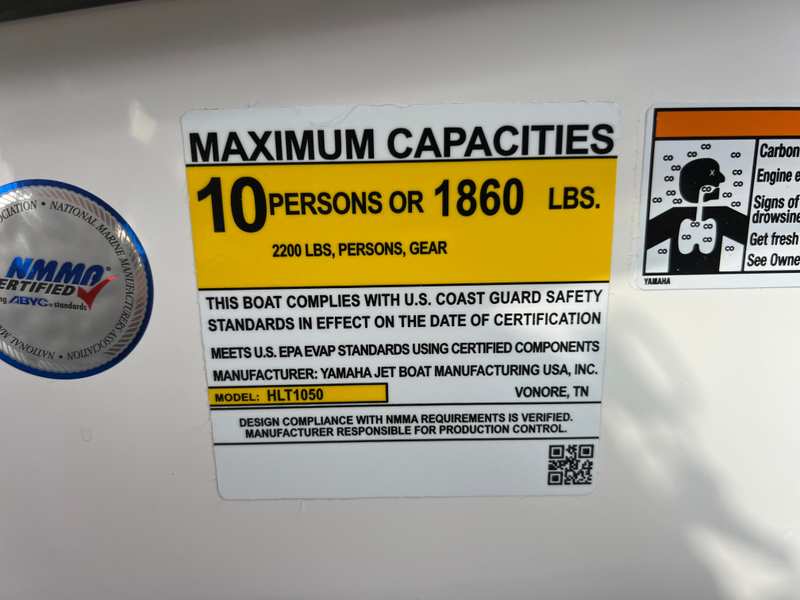 MAXIMUM CAPACITIES
10 PERSONS OR 1860 LBS.
2200 LBS, PERSONS, GEAR
THIS BOAT COMPLIES WITH U.S. COAST GUARD SAFETY
STANDARDS IN EFFECT ON THE DATE OF CERTIFICATION
MEETS U.S. EPA EVAP STANDARDS USING CERTIFIED COMPONENTS
MANUFACTURER: YAMAHA JET BOAT MANUFACTURING USA, INC.
MODEL: HLT1050 VONORE, TN
DESIGN COMPLIANCE WITH NMMA REQUIREMENTS IS VERIFIED.
MANUFACTURER RESPONSIBLE FOR PRODUCTION CONTROL.
NATIONAL MARINE MANUFACTURERS ASSOCIATION • NATIONAL
NMMA
CERTIFIED
ABYC standards
Carbon
Engine e
Signs of
drowsine
Get fresh
See Owne
YAMAHA